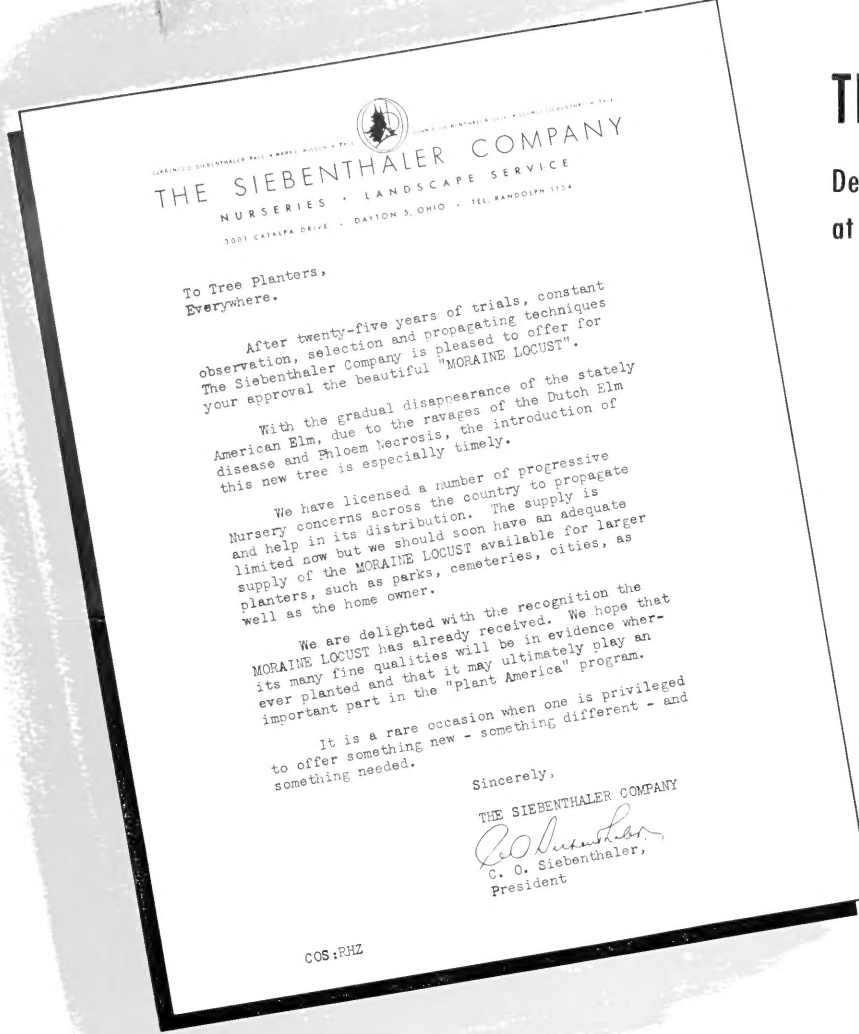 THE SIEBENTHALER COMPANY
NURSERIES · LANDSCAPE SERVICE
3001 CATALPA DRIVE · DAYTON 5, OHIO · TEL. RANDOLPH 1154
To Tree Planters,
Everywhere.
After twenty-five years of trials, constant
observation, selection and propagating techniques
The Siebenthaler Company is pleased to offer for
your approval the beautiful "MORAINE LOCUST".
With the gradual disappearance of the stately
American Elm, due to the ravages of the Dutch Elm
disease and Phloem Necrosis, the introduction of
this new tree is especially timely.
We have licensed a number of progressive
Nursery concerns across the country to propagate
and help in its distribution. The supply is
limited now but we should soon have an adequate
supply of the MORAINE LOCUST available for larger
planters, such as parks, cemeteries, cities, as
well as the home owner.
We are delighted with the recognition the
MORAINE LOCUST has already received. We hope that
its many fine qualities will be in evidence wher-
ever planted and that it may ultimately play an
important part in the "Plant America" program.
It is a rare occasion when one is privileged
to offer something new - something different - and
something needed.
Sincerely,
THE SIEBENTHALER COMPANY
C. O. Siebenthaler,
President
COS:RHZ
De
at